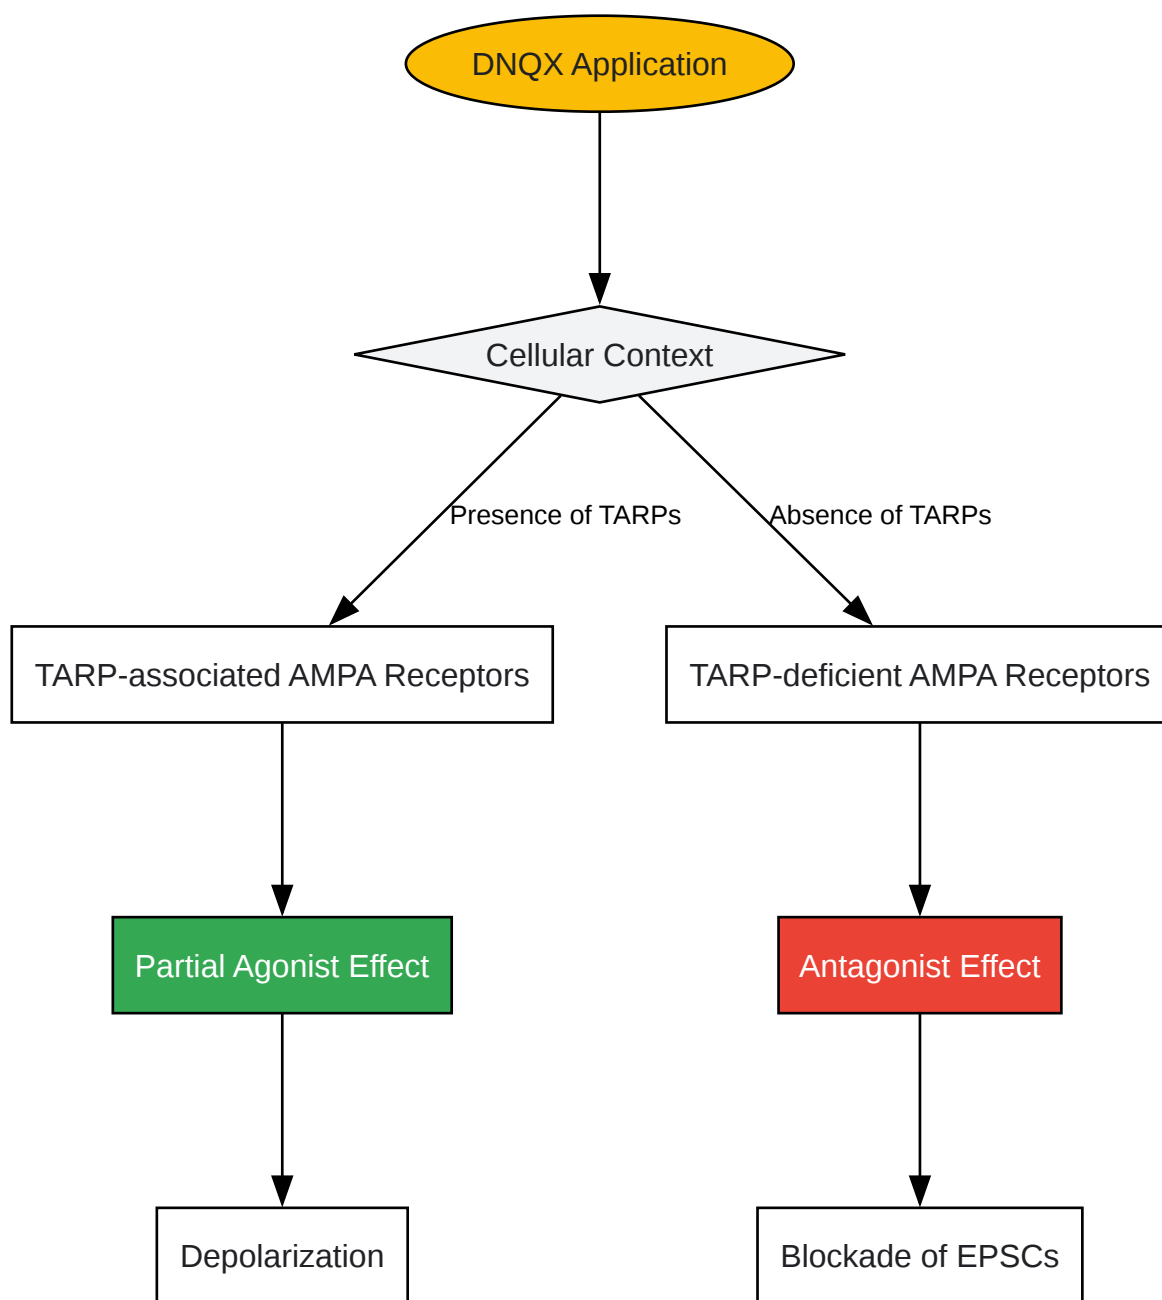 DNQX Application
Cellular Context
Presence of TARPs
Absence of TARPs
TARP-associated AMPA Receptors
TARP-deficient AMPA Receptors
Partial Agonist Effect
Antagonist Effect
Depolarization
Blockade of EPSCs